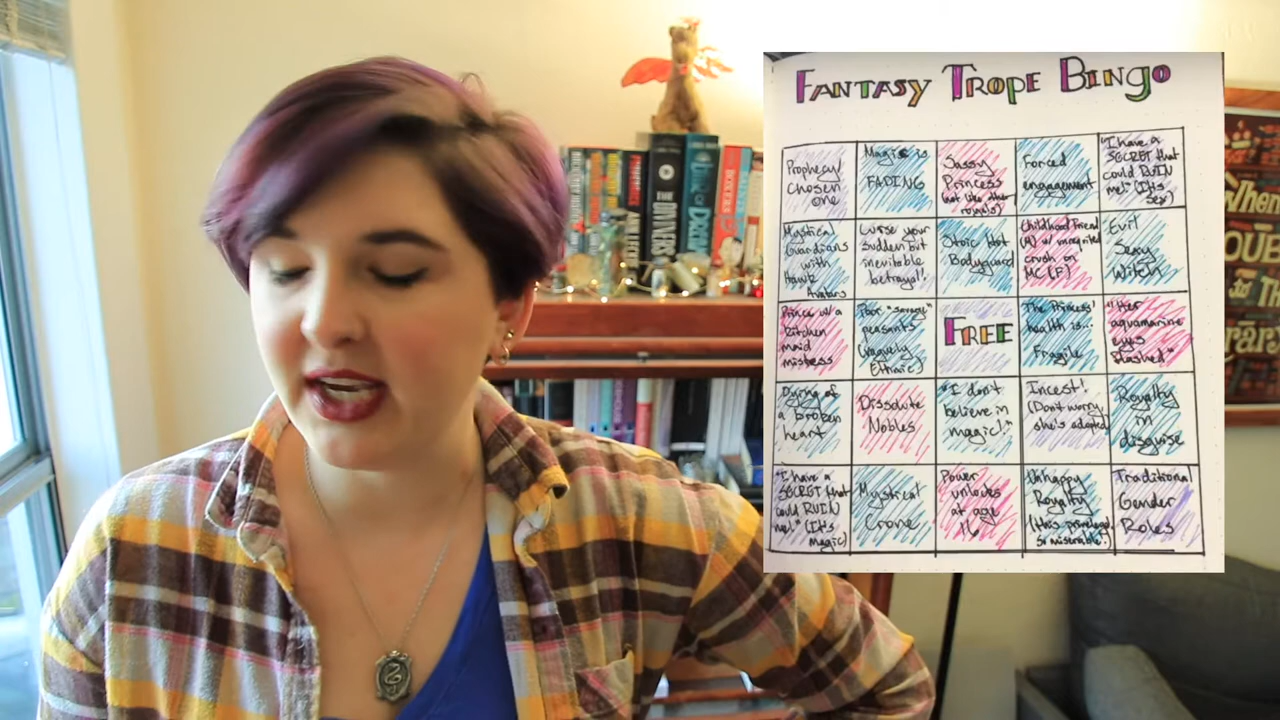 FANTASY TROPE BINGO
Prophecy/
Chosen
one
Magic is
FADING
Sassy
Princess
(not like other
royals)
Forced
engagement
"I have a
SECRET that
could RUIN
me!" (It's
Sex)
Mystical
Guardians
with
Hawk
Avatars
Curse your
sudden but
inevitable
betrayal!
Stoic Hot
Bodyguard
Childhood Friend
(M) w/ unrequited
crush on
MC (F)
Evil
Sexy
Witch
Prince w/ a
kitchen
maid
mistress
Poor "savage"
peasants
(vaguely
Ethnic)
FREE
The Princess'
health is...
Fragile
"Her
aquamarine
eyes
flashed"
Dying of
a broken
heart
Dissolute
Nobles
"I don't
believe in
magic!"
Incest!
(Don't worry,
she's adopted)
Royalty
in
disguise
"I have a
SECRET that
could RUIN
me!" (It's
magic)
Mystical
Crone
Power
unlocks
at age
16
Unhappy
Royalty
(this privileged,
so miserable!)
Traditional
Gender
Roles
THE DIVINERS